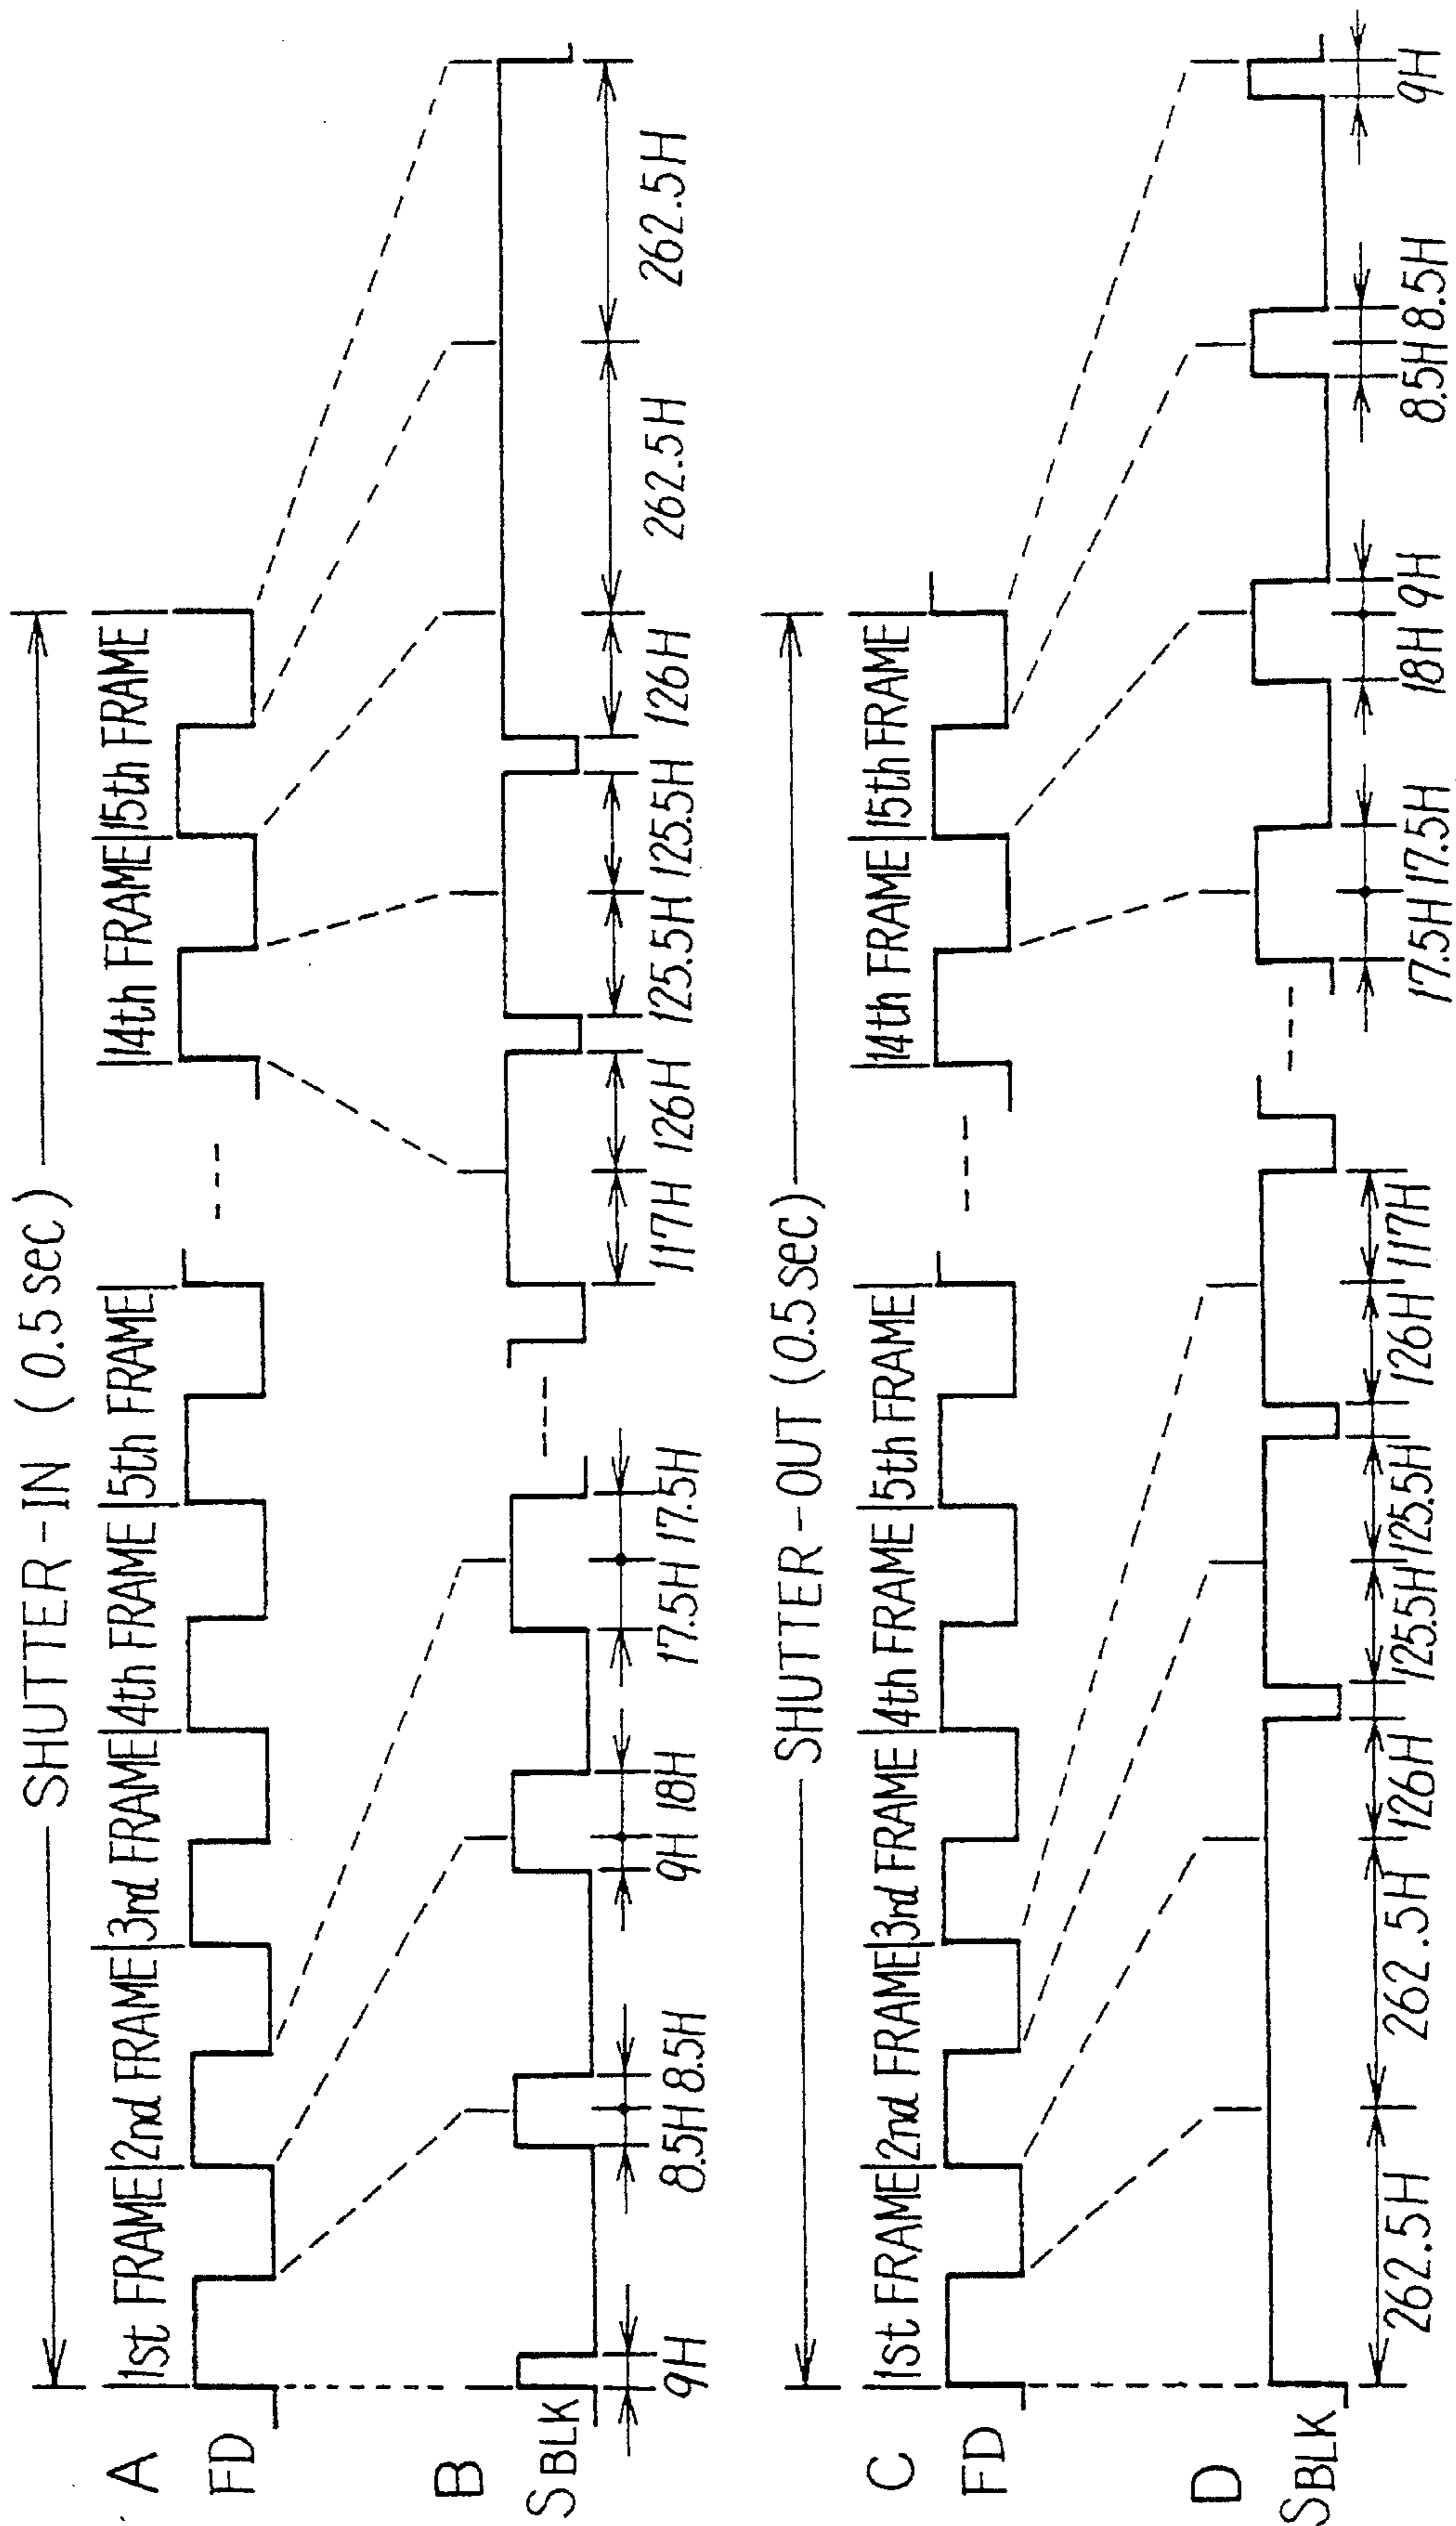 SHUTTER-IN (0.5 sec)
A
1st FRAME 2nd FRAME 3rd FRAME 4th FRAME 5th FRAME --- 14th FRAME 15th FRAME
FD
B
SBLK
9H 8.5H 8.5H 9H 18H 17.5H 17.5H --- 117H 126H 125.5H 125.5H 126H 262.5H 262.5H
SHUTTER-OUT (0.5 sec)
C
1st FRAME 2nd FRAME 3rd FRAME 4th FRAME 5th FRAME --- 14th FRAME 15th FRAME
FD
D
SBLK
262.5H 262.5H 126H 125.5H 125.5H 126H 117H --- 17.5H 17.5H 18H 9H 8.5H 8.5H 9H